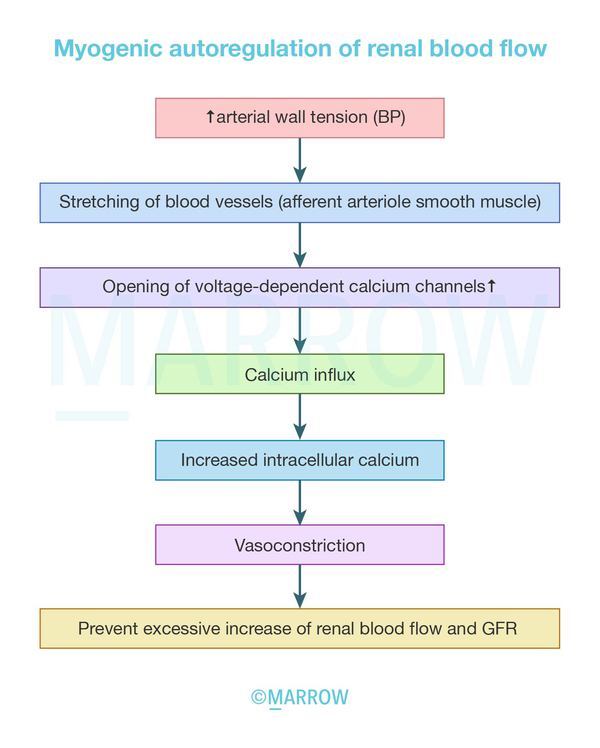 Myogenic autoregulation of renal blood flow
↑arterial wall tension (BP)
Stretching of blood vessels (afferent arteriole smooth muscle)
Opening of voltage-dependent calcium channels↑
MARROW
Calcium influx
Increased intracellular calcium
Vasoconstriction
Prevent excessive increase of renal blood flow and GFR
©MARROW